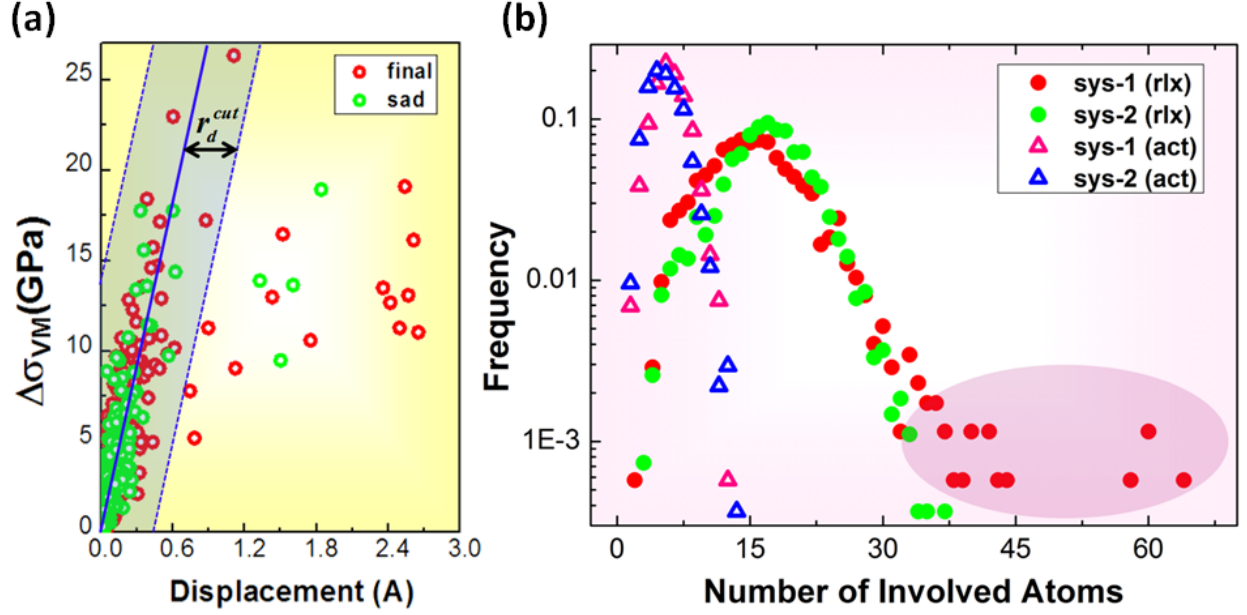 (a)
25
20
15
10
5
0
ΔσVM(GPa)
0.0 0.6 1.2 1.8 2.4 3.0
Displacement (A)
final
sad
r_d^cut
(b)
0.1
0.01
1E-3
Frequency
0 15 30 45 60
Number of Involved Atoms
sys-1 (rlx)
sys-2 (rlx)
sys-1 (act)
sys-2 (act)